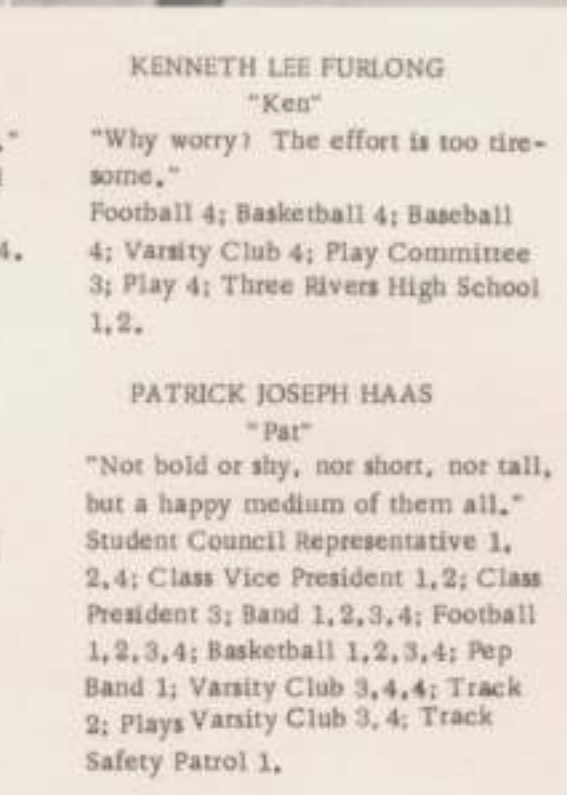 KENNETH LEE FURLONG
"Ken"
"Why worry? The effort is too tire-
some."
Football 4; Basketball 4; Baseball
4; Varsity Club 4; Play Committee
3; Play 4; Three Rivers High School
1,2.
PATRICK JOSEPH HAAS
"Pat"
"Not bold or shy, nor short, nor tall,
but a happy medium of them all."
Student Council Representative 1,
2,4; Class Vice President 1,2; Class
President 3; Band 1,2,3,4; Football
1,2,3,4; Basketball 1,2,3,4; Pep
Band 1; Varsity Club 3,4,4; Track
2; Plays Varsity Club 3,4; Track
Safety Patrol 1.
."
4.